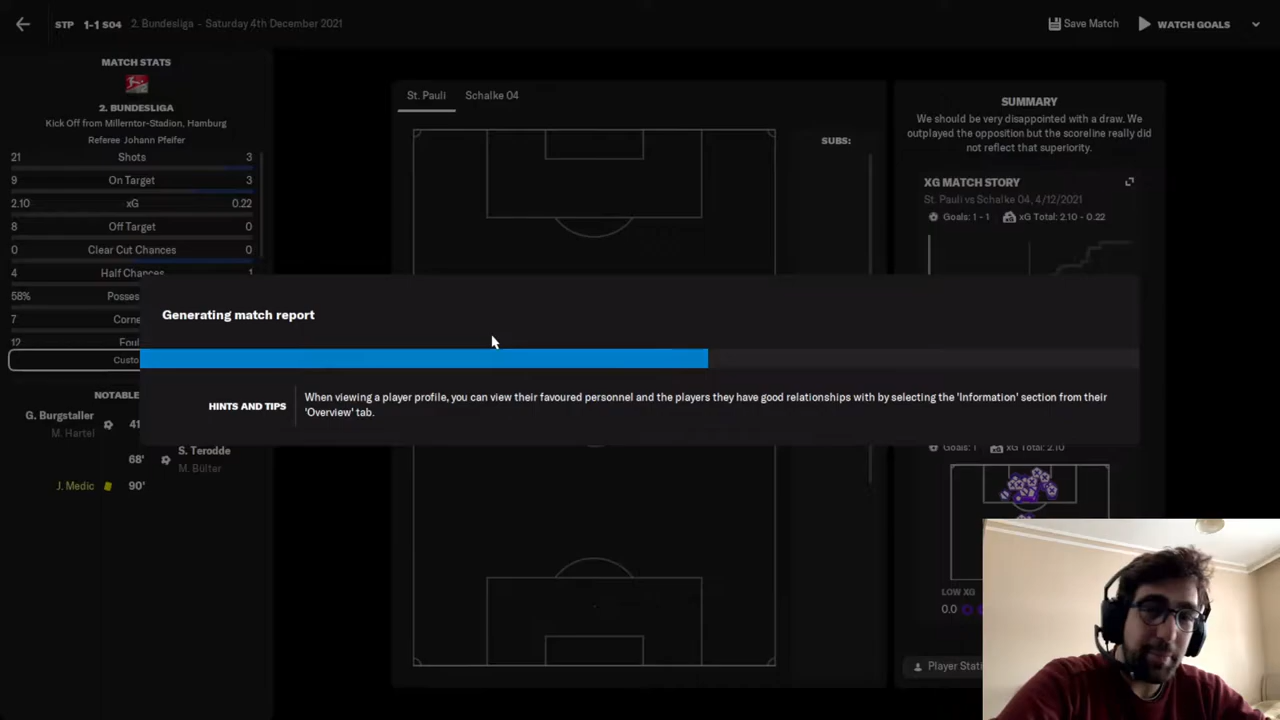 STP 1-1 S04 2. Bundesliga - Saturday 4th December 2021
Save Match
WATCH GOALS
MATCH STATS
2. BUNDESLIGA
Kick Off from Millerntor-Stadion, Hamburg
Referee Johann Pfeifer
21 Shots 3
9 On Target 3
2.10 xG 0.22
8 Off Target 0
0 Clear Cut Chances 0
4 Half Chances 1
58%
7
12
NOTABLE
G. Burgstaller 41
M. Hartel
68' S. Terodde
M. Bülter
J. Medic 90'
St. Pauli Schalke 04
SUBS:
Generating match report
HINTS AND TIPS
When viewing a player profile, you can view their favoured personnel and the players they have good relationships with by selecting the 'Information' section from their
'Overview' tab.
SUMMARY
We should be very disappointed with a draw. We
outplayed the opposition but the scoreline really did
not reflect that superiority.
XG MATCH STORY
St. Pauli vs Schalke 04, 4/12/2021
Goals: 1 - 1 xG Total: 2.10 - 0.22
Goals: 1 xG Total: 2.10
LOW XG
0.0
Player